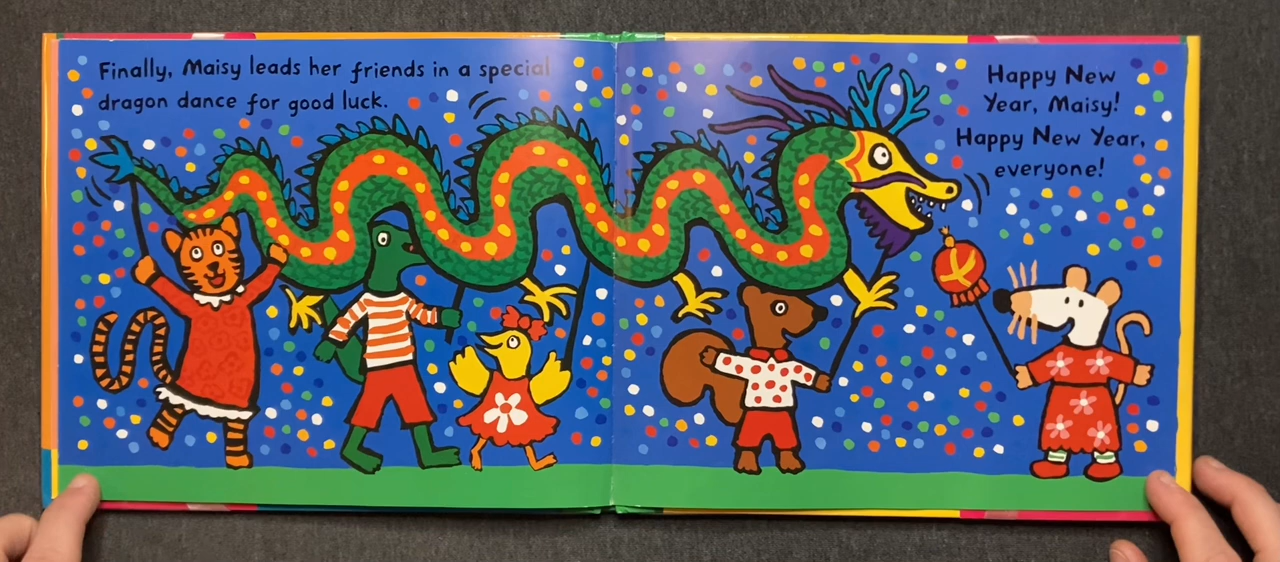 Finally, Maisy leads her friends in a special
dragon dance for good luck.
Happy New
Year, Maisy!
Happy New Year,
everyone!